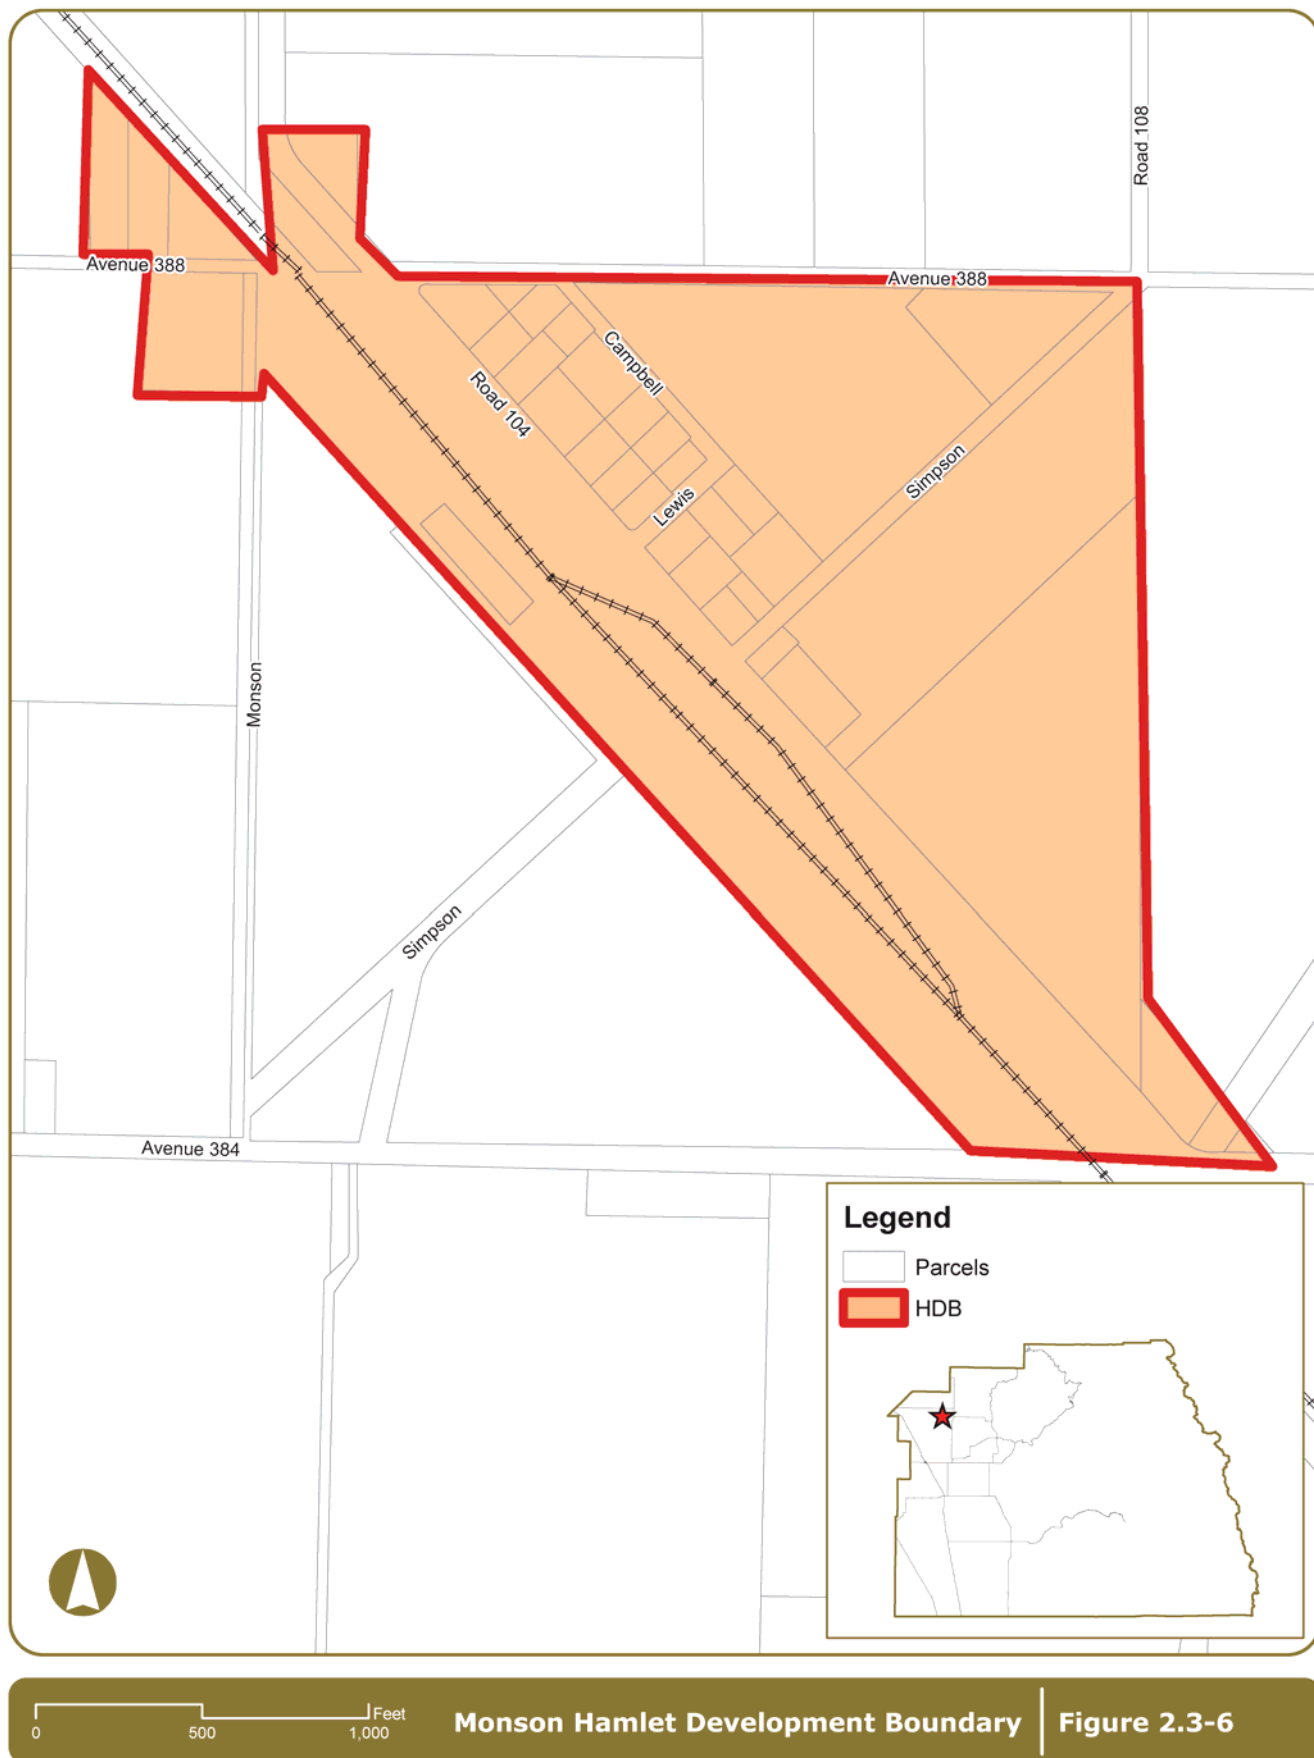 Road 108
Avenue 388
Avenue 388
Campbell
Road 104
Simpson
Lewis
Monson
Simpson
Avenue 384
Legend
Parcels
HDB
Feet
0 500 1,000
Monson Hamlet Development Boundary
Figure 2.3-6